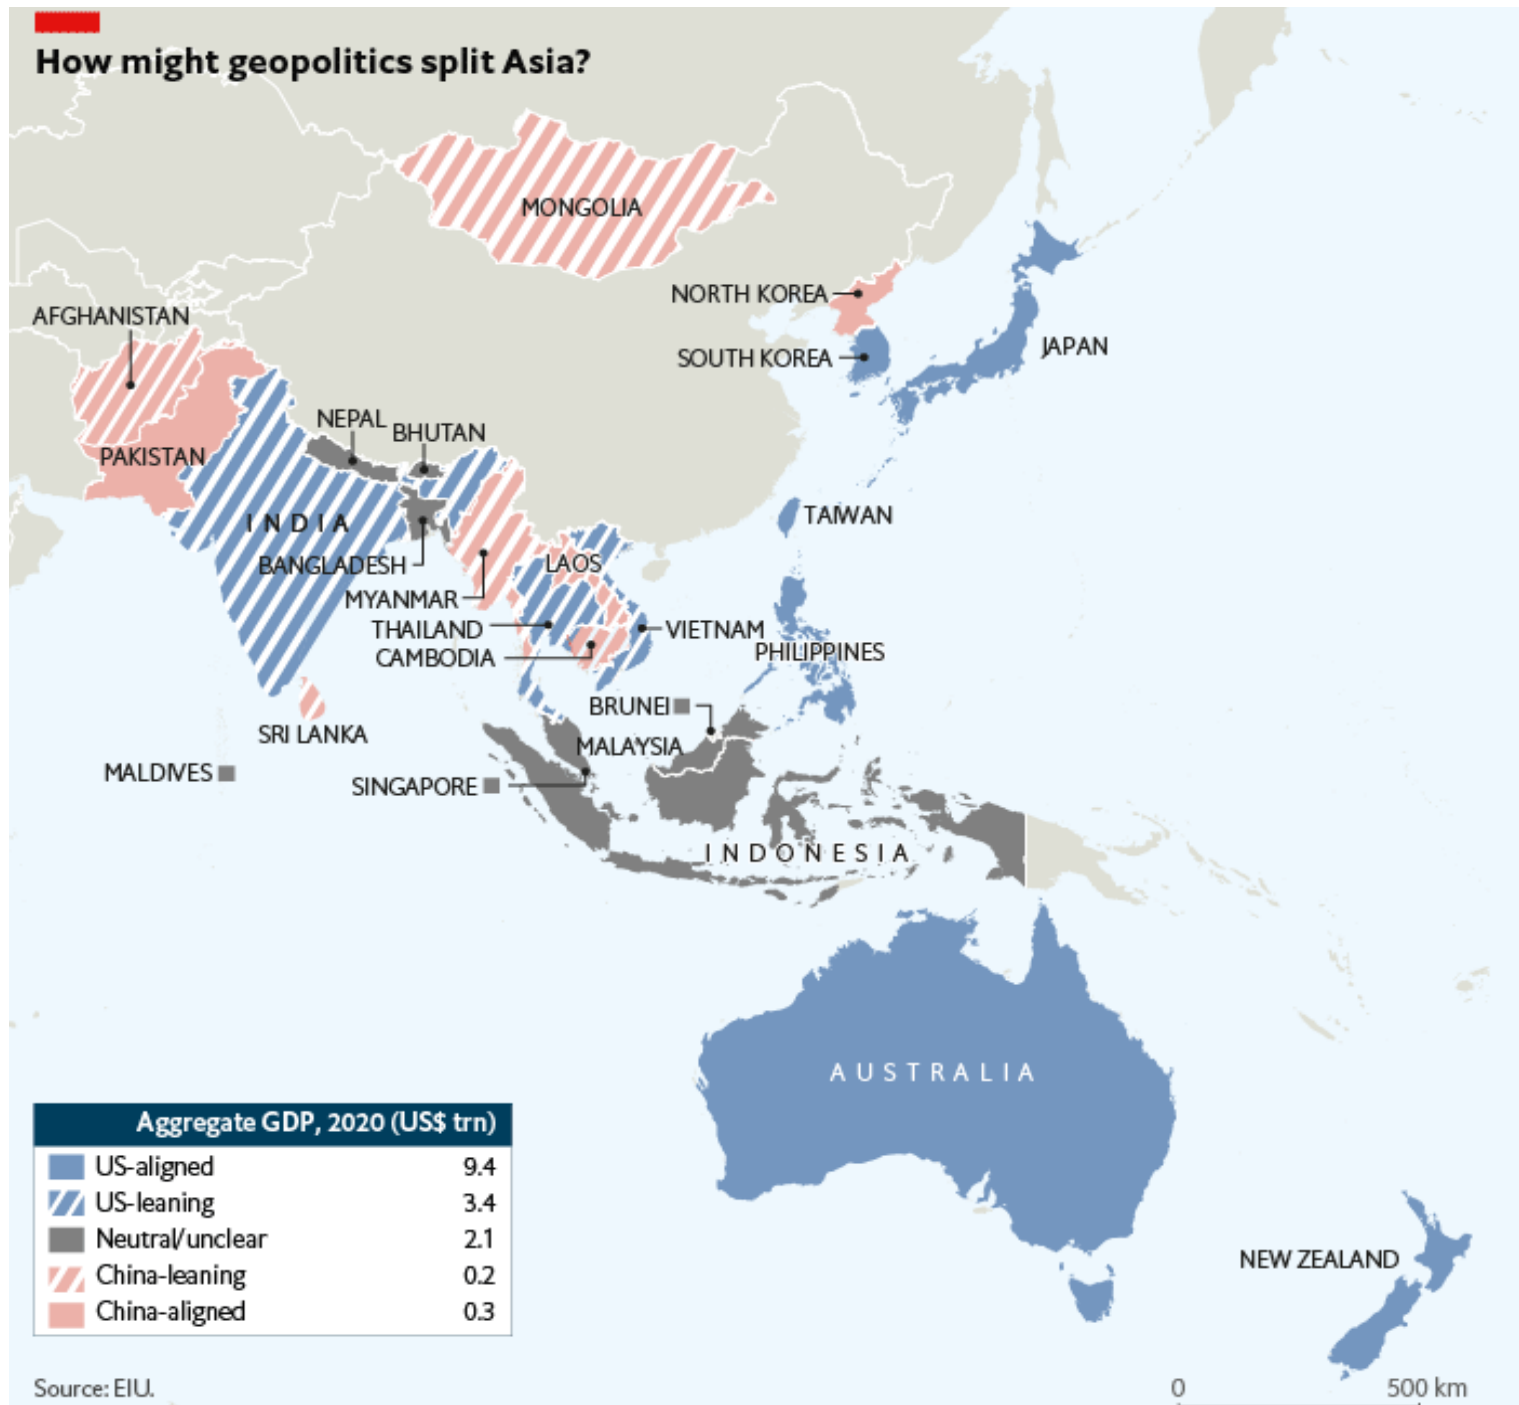 How might geopolitics split Asia?
MONGOLIA
NORTH KOREA
AFGHANISTAN
SOUTH KOREA
JAPAN
NEPAL
BHUTAN
PAKISTAN
INDIA
TAIWAN
BANGLADESH
LAOS
MYANMAR
THAILAND
VIETNAM
CAMBODIA
PHILIPPINES
BRUNEI
SRI LANKA
MALAYSIA
MALDIVES
SINGAPORE
INDONESIA
AUSTRALIA
Aggregate GDP, 2020 (US$ trn)
US-aligned 9.4
US-leaning 3.4
Neutral/unclear 2.1
China-leaning 0.2
China-aligned 0.3
NEW ZEALAND
Source: EIU.
0 500 km